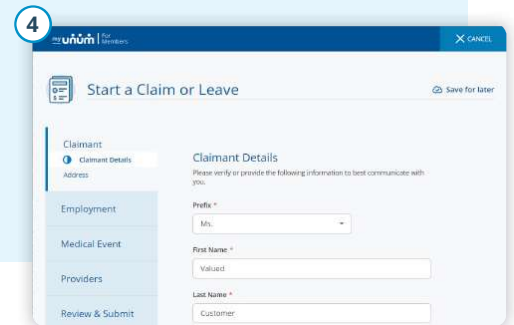 4
my unum | For Members
CANCEL
Start a Claim or Leave
Save for later
Claimant
Claimant Details
Address
Employment
Medical Event
Providers
Review & Submit
Claimant Details
Please verify or provide the following information to best communicate with
you.
Prefix *
Ms.
First Name *
Valued
Last Name *
Customer